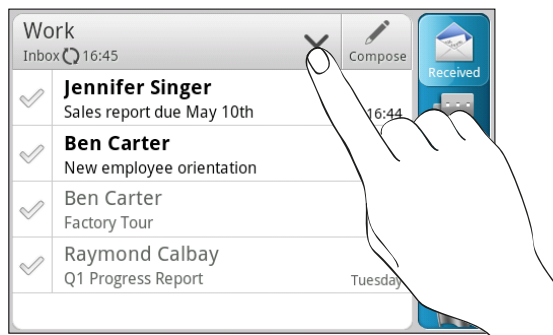 Work
Inbox 16:45
Compose
Received
Jennifer Singer
Sales report due May 10th 16:44
Ben Carter
New employee orientation
Ben Carter
Factory Tour
Raymond Calbay
Q1 Progress Report Tuesday